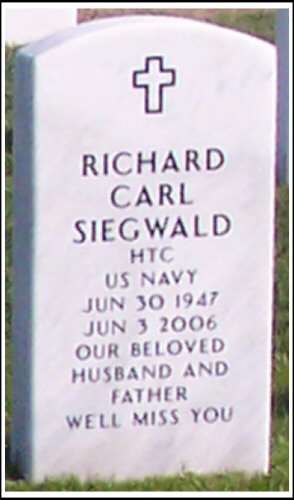 RICHARD
CARL
SIEGWALD
HTC
US NAVY
JUN 30 1947
JUN 3 2006
OUR BELOVED
HUSBAND AND
FATHER
WELL MISS YOU